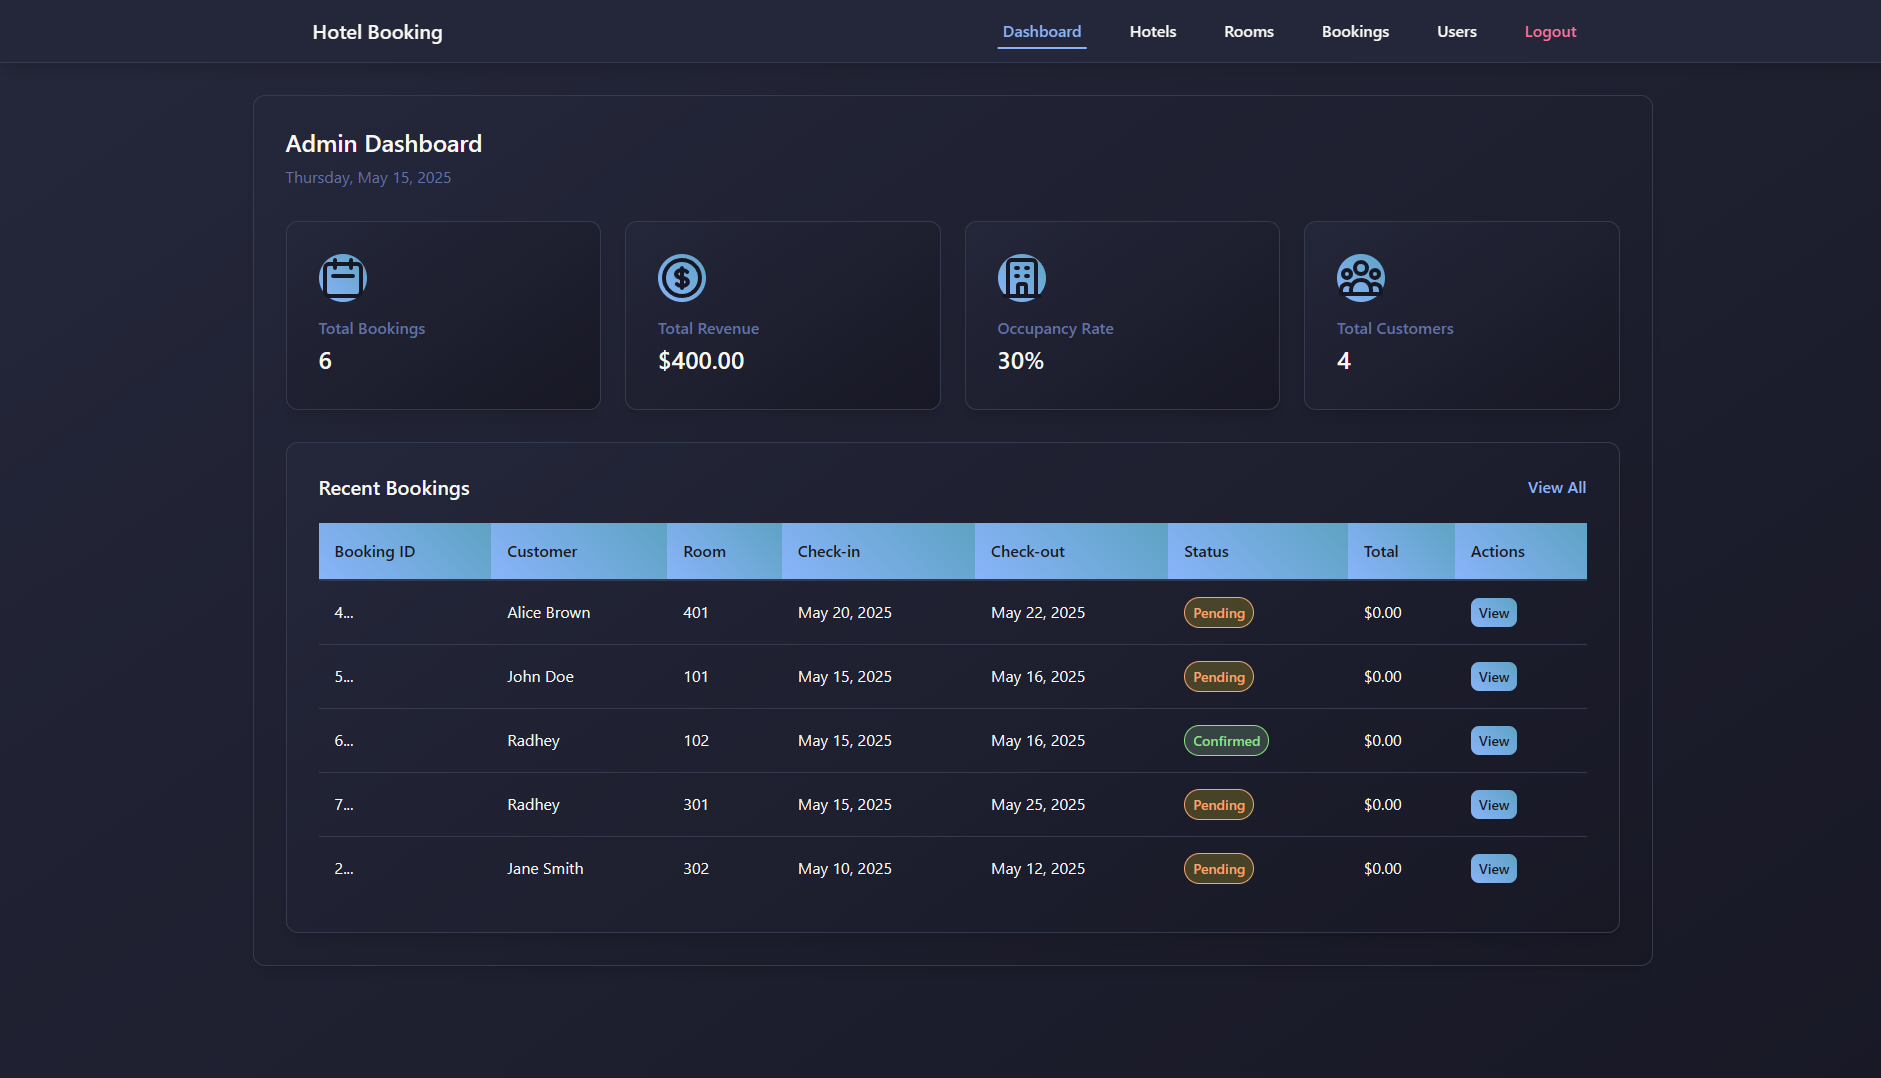 Hotel Booking Dashboard Hotels Rooms Bookings Users Logout
Admin Dashboard
Thursday, May 15, 2025
Total Bookings
6
Total Revenue
$400.00
Occupancy Rate
30%
Total Customers
4
Recent Bookings View All
Booking ID Customer Room Check-in Check-out Status Total Actions
4... Alice Brown 401 May 20, 2025 May 22, 2025 Pending $0.00 View
5... John Doe 101 May 15, 2025 May 16, 2025 Pending $0.00 View
6... Radhey 102 May 15, 2025 May 16, 2025 Confirmed $0.00 View
7... Radhey 301 May 15, 2025 May 25, 2025 Pending $0.00 View
2... Jane Smith 302 May 10, 2025 May 12, 2025 Pending $0.00 View